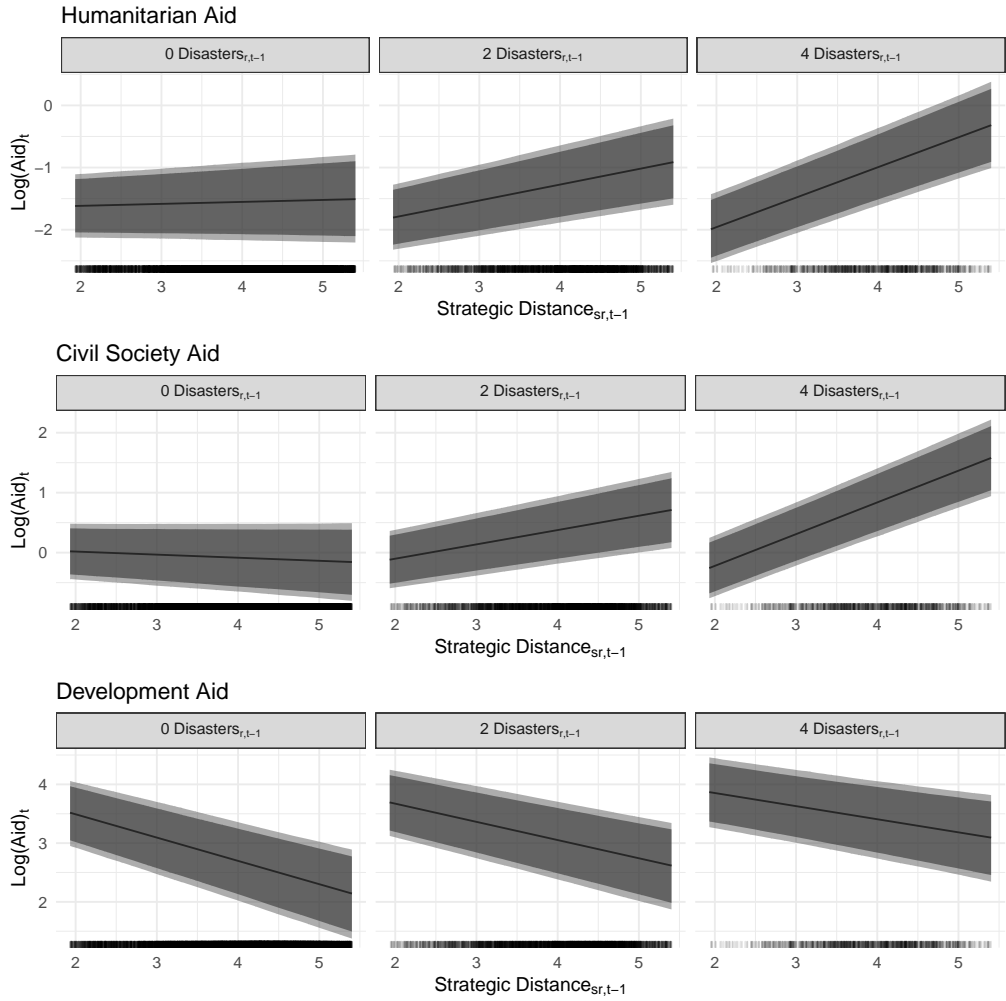 Humanitarian Aid
0 Disasters r,t−1 2 Disasters r,t−1 4 Disasters r,t−1
Log(Aid)t
0
−1
−2
2 3 4 5 2 3 4 5 2 3 4 5
Strategic Distance sr,t−1
Civil Society Aid
0 Disasters r,t−1 2 Disasters r,t−1 4 Disasters r,t−1
Log(Aid)t
2
1
0
2 3 4 5 2 3 4 5 2 3 4 5
Strategic Distance sr,t−1
Development Aid
0 Disasters r,t−1 2 Disasters r,t−1 4 Disasters r,t−1
Log(Aid)t
4
3
2
2 3 4 5 2 3 4 5 2 3 4 5
Strategic Distance sr,t−1